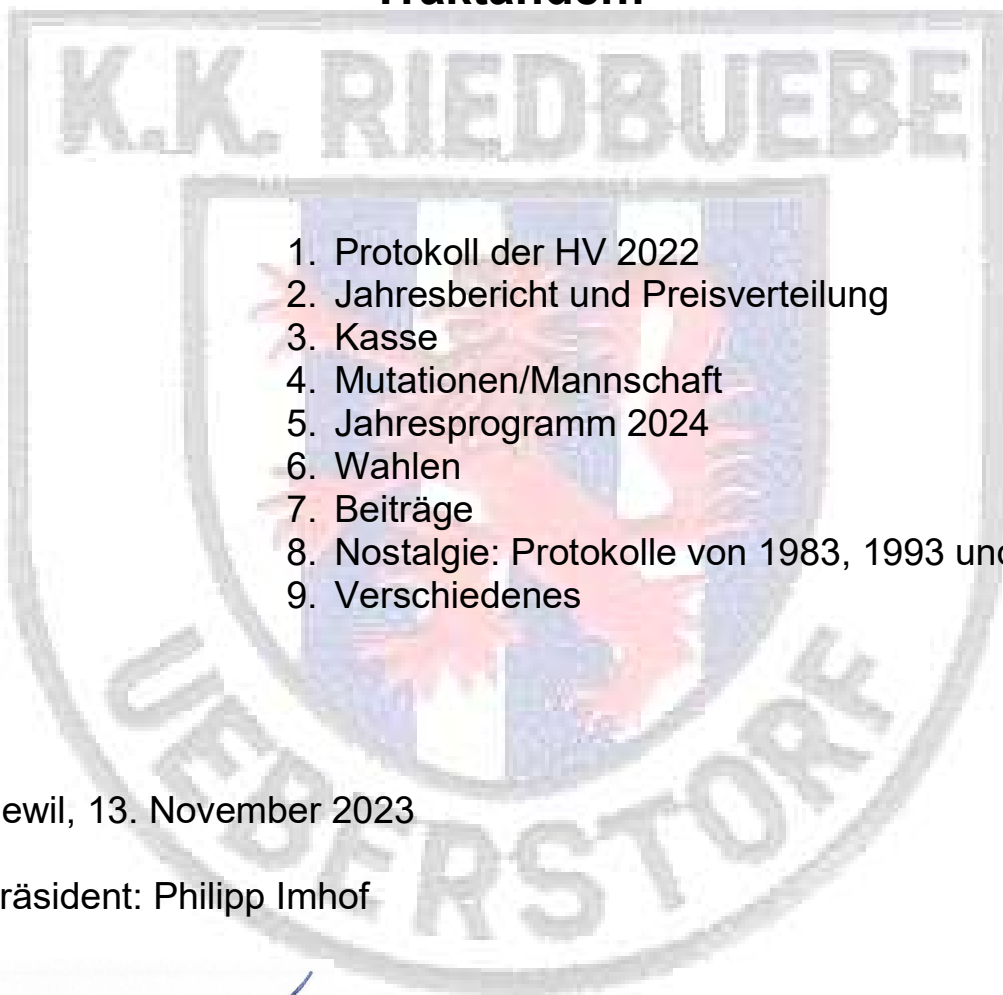 K.K. RIEDBUEBE
1. Protokoll der HV 2022
2. Jahresbericht und Preisverteilung
3. Kasse
4. Mutationen/Mannschaft
5. Jahresprogramm 2024
6. Wahlen
7. Beiträge
8. Nostalgie: Protokolle von 1983, 1993 und
9. Verschiedenes
UEBERSTORF
ewil, 13. November 2023
räsident: Philipp Imhof